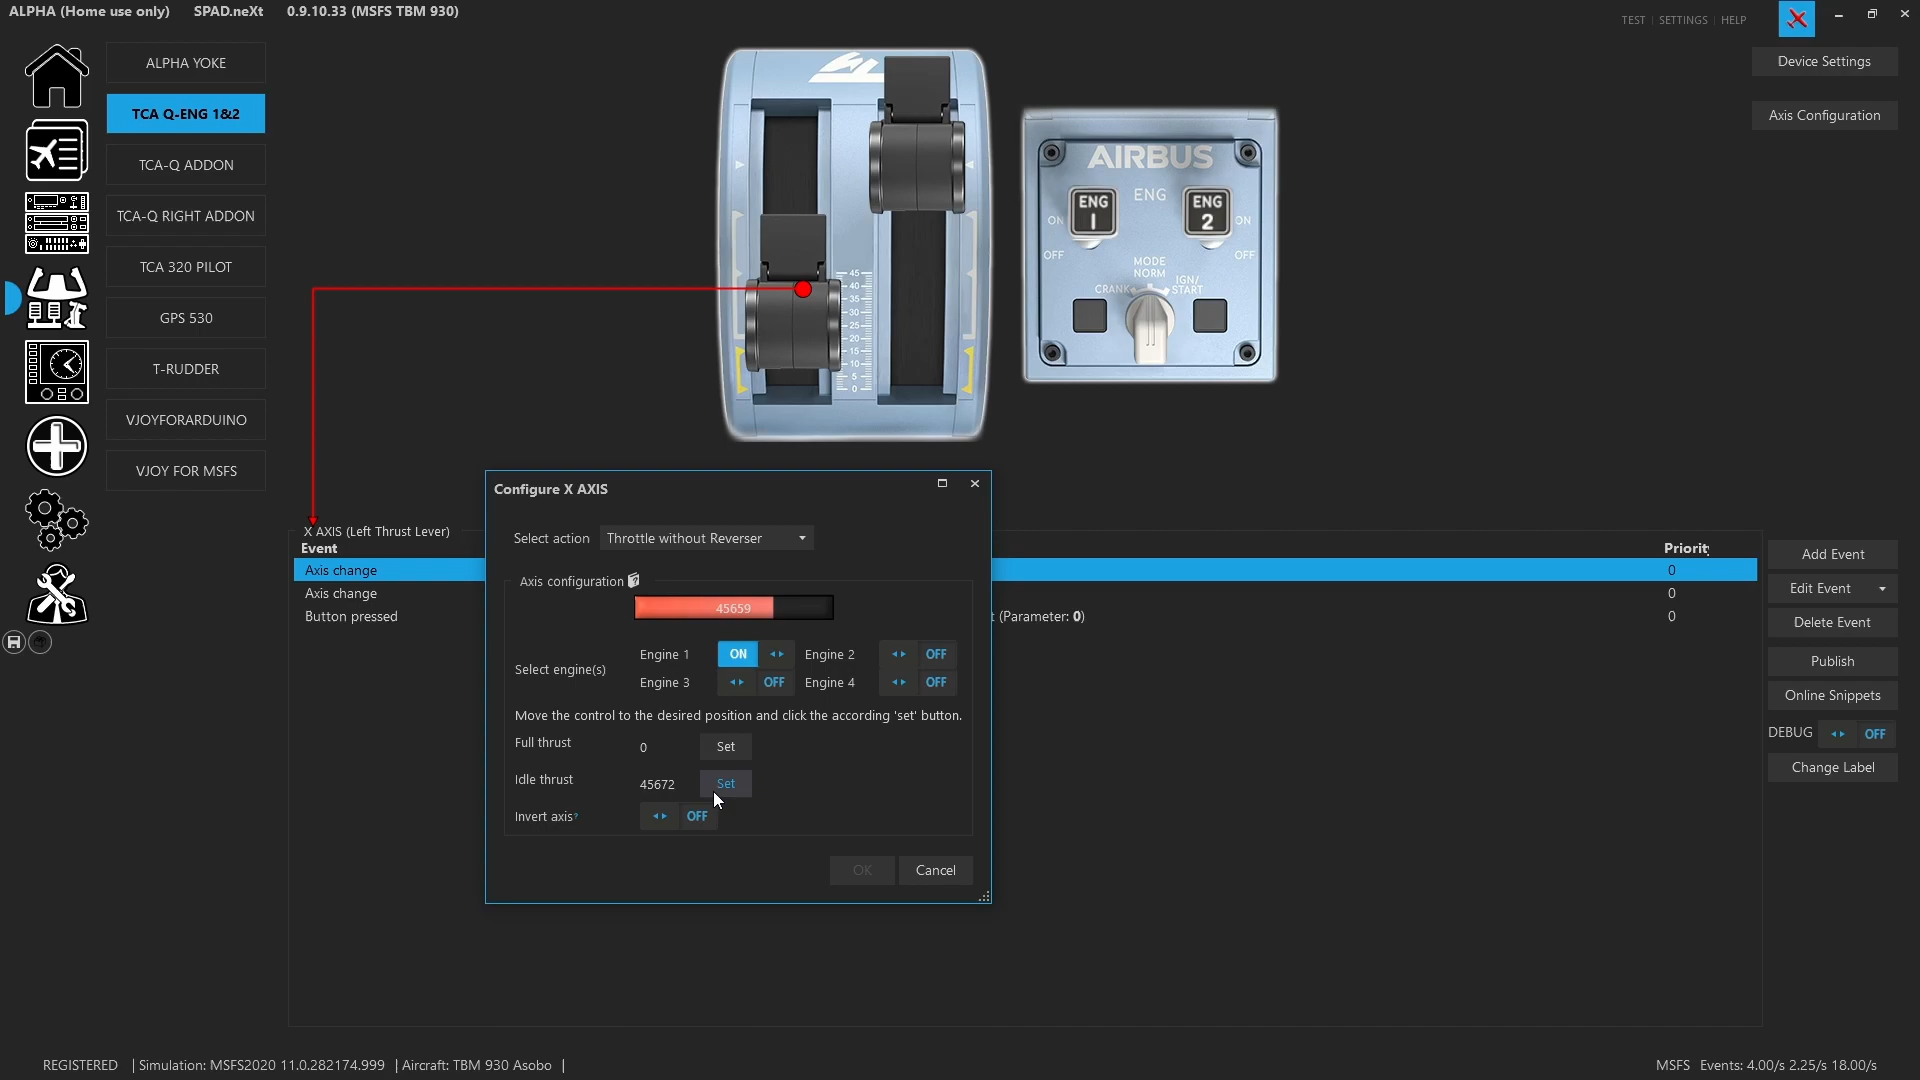 ALPHA (Home use only) SPAD.neXt 0.9.10.33 (MSFS TBM 930)
TEST | SETTINGS | HELP
Device Settings
Axis Configuration
ALPHA YOKE
TCA Q-ENG 1&2
TCA-Q ADDON
TCA-Q RIGHT ADDON
TCA 320 PILOT
GPS 530
T-RUDDER
VJOYFORARDUINO
VJOY FOR MSFS
45
40
35
30
25
20
15
10
5
0
AIRBUS
ENG 1
ENG
ENG 2
ON
ON
OFF
OFF
MODE
NORM
CRANK
IGN/
START
X AXIS (Left Thrust Lever)
Event
Priority
Axis change 0
Axis change 0
Button pressed t (Parameter: 0) 0
Configure X AXIS
Select action Throttle without Reverser
Axis configuration
45659
Select engine(s)
Engine 1 ON Engine 2 OFF
Engine 3 OFF Engine 4 OFF
Move the control to the desired position and click the according 'set' button.
Full thrust 0 Set
Idle thrust 45672 Set
Invert axis? OFF
OK Cancel
Add Event
Edit Event
Delete Event
Publish
Online Snippets
DEBUG OFF
Change Label
REGISTERED | Simulation: MSFS2020 11.0.282174.999 | Aircraft: TBM 930 Asobo |
MSFS Events: 4.00/s 2.25/s 18.00/s